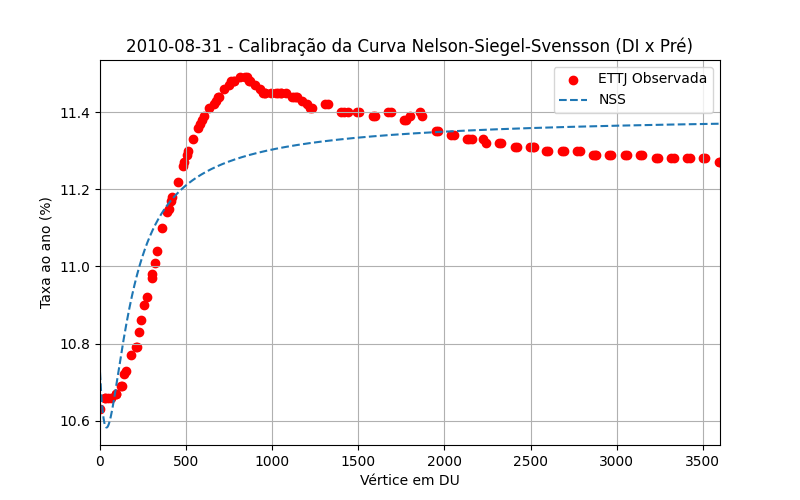 2010-08-31 - Calibração da Curva Nelson-Siegel-Svensson (DI x Pré)
ETTJ Observada
NSS
Taxa ao ano (%)
11.4
11.2
11.0
10.8
10.6
0 500 1000 1500 2000 2500 3000 3500
Vértice em DU